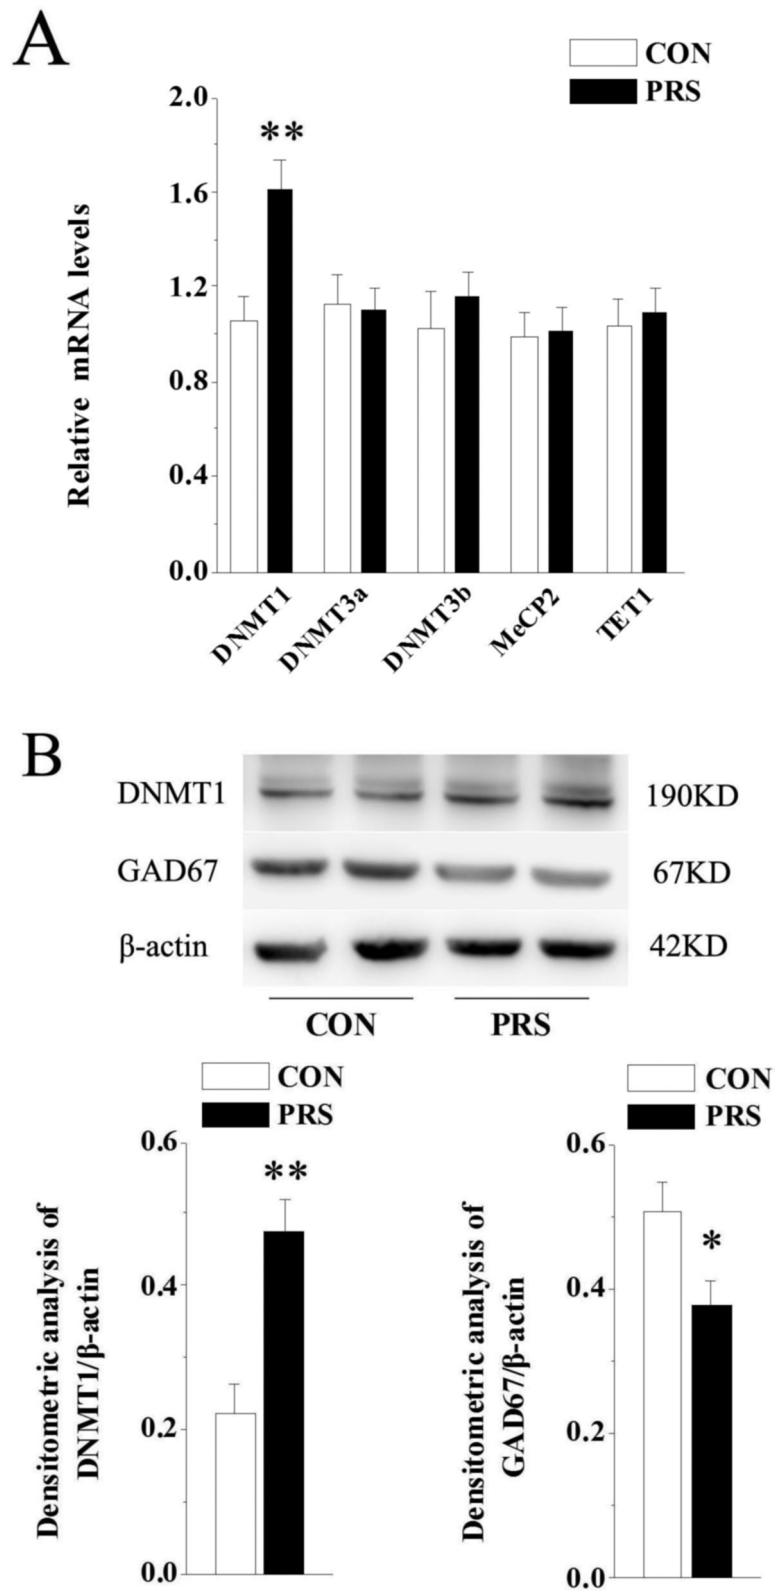 A
CON
PRS
2.0
**
1.6
1.2
0.8
0.4
0.0
Relative mRNA levels
DNMT1
DNMT3a
DNMT3b
MeCP2
TET1
B
DNMT1
190KD
GAD67
67KD
β-actin
42KD
CON
PRS
CON
PRS
0.6
**
0.4
0.2
0.0
Densitometric analysis of
DNMT1/β-actin
CON
PRS
0.6
*
0.4
0.2
0.0
Densitometric analysis of
GAD67/β-actin